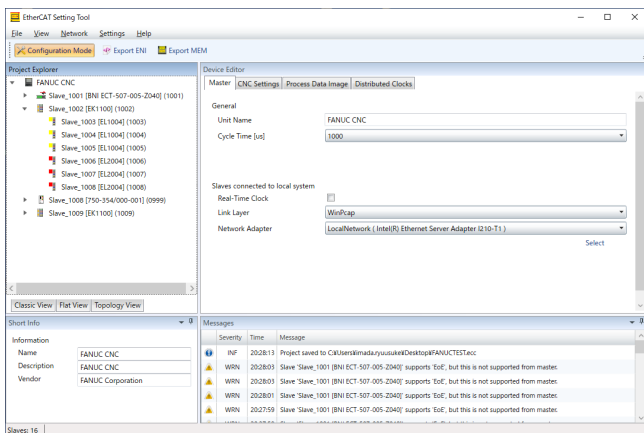 EtherCAT Setting Tool
File View Network Settings Help
Configuration Mode Export ENI Export MEM
Project Explorer
FANUC CNC
Slave_1001 [BNI ECT-507-005-Z040] (1001)
Slave_1002 [EK1100] (1002)
Slave_1003 [EL1004] (1003)
Slave_1004 [EL1004] (1004)
Slave_1005 [EL1004] (1005)
Slave_1006 [EL2004] (1006)
Slave_1007 [EL2004] (1007)
Slave_1008 [EL2004] (1008)
Slave_1008 [750-354/000-001] (0999)
Slave_1009 [EK1100] (1009)
Classic View Flat View Topology View
Device Editor
Master CNC Settings Process Data Image Distributed Clocks
General
Unit Name FANUC CNC
Cycle Time [us] 1000
Slaves connected to local system
Real-Time Clock
Link Layer WinPcap
Network Adapter LocalNetwork ( Intel(R) Ethernet Server Adapter I210-T1 )
Select
Short Info
Information
Name FANUC CNC
Description FANUC CNC
Vendor FANUC Corporation
Messages
Severity Time Message
INF 20:28:13 Project saved to C:¥Users¥imada.ryuusuke¥Desktop¥FANUCTEST.ecc
WRN 20:28:03 Slave 'Slave_1001 [BNI ECT-507-005-Z040]' supports 'EoE', but this is not supported from master.
WRN 20:28:03 Slave 'Slave_1001 [BNI ECT-507-005-Z040]' supports 'EoE', but this is not supported from master.
WRN 20:28:01 Slave 'Slave_1001 [BNI ECT-507-005-Z040]' supports 'EoE', but this is not supported from master.
WRN 20:27:59 Slave 'Slave_1001 [BNI ECT-507-005-Z040]' supports 'EoE', but this is not supported from master.
Slaves: 16